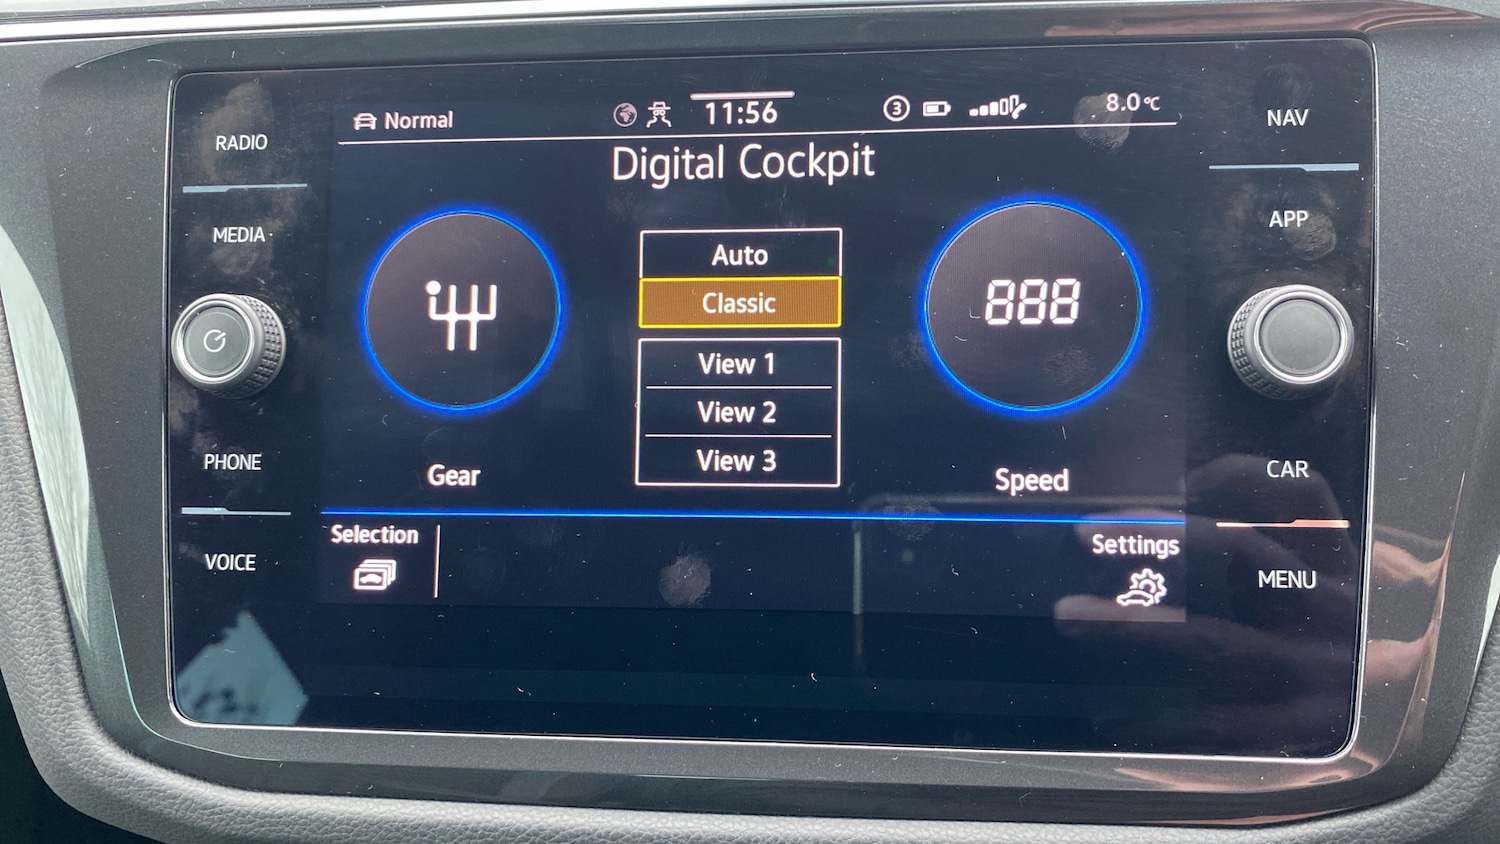 RADIO
MEDIA
PHONE
VOICE
Normal
11:56
3
8.0°C
Digital Cockpit
Auto
Classic
View 1
View 2
View 3
Gear
888
Speed
Selection
Settings
NAV
APP
CAR
MENU